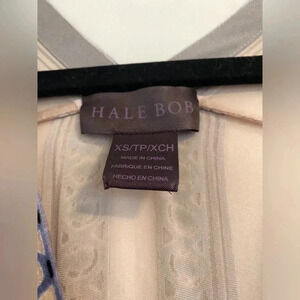 HALE BOB
XS/TP/XCH
MADE IN CHINA
FABRIQUE EN CHINE
HECHO EN CHINA